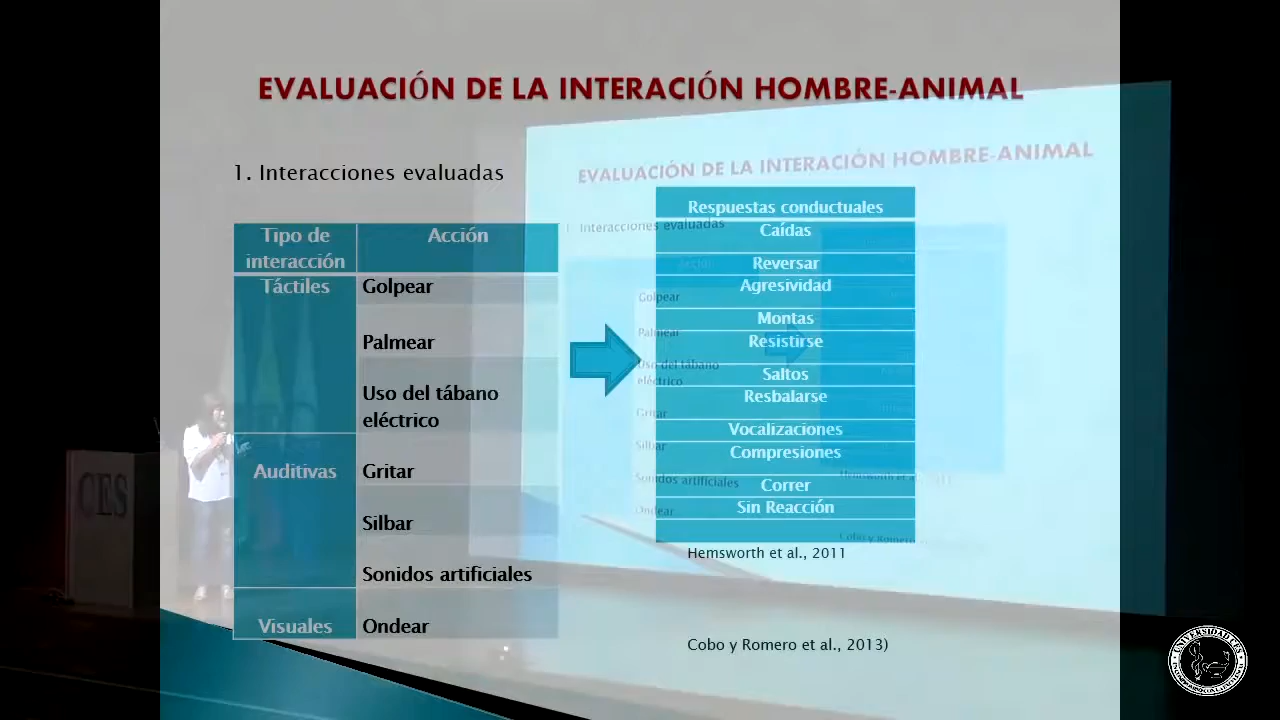 EVALUACIÓN DE LA INTERACIÓN HOMBRE-ANIMAL
1. Interacciones evaluadas
Tipo de interacción
Acción
Táctiles
Golpear
Palmear
Uso del tábano
eléctrico
Auditivas
Gritar
Silbar
Sonidos artificiales
Visuales
Ondear
Respuestas conductuales
Caídas
Reversar
Agresividad
Montas
Resistirse
Saltos
Resbalarse
Vocalizaciones
Compresiones
Correr
Sin Reacción
Hemsworth et al., 2011
Cobo y Romero et al., 2013)
EVALUACIÓN DE LA INTERACIÓN HOMBRE-ANIMAL
1. Interacciones evaluadas
Golpear
Palmear
Uso del tábano
eléctrico
Gritar
Silbar
Sonidos artificiales
Ondear
CES
UNIVERSIDAD CES